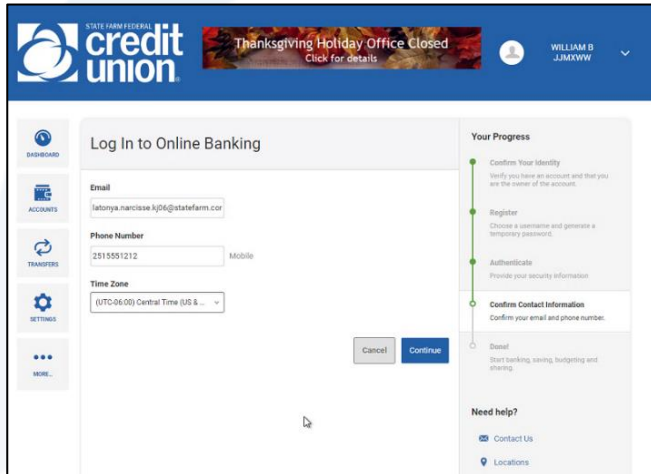 STATE FARM FEDERAL
credit
union
Thanksgiving Holiday Office Closed
Click for details
WILLIAM B
JJMXWW
DASHBOARD
ACCOUNTS
TRANSFERS
SETTINGS
MORE...
Log In to Online Banking
Email
latonya.narcisse.kj06@statefarm.cor
Phone Number
2515551212
Mobile
Time Zone
(UTC-06:00) Central Time (US & ...
Cancel
Continue
Your Progress
Confirm Your Identity
Verify you have an account and that you
are the owner of the account.
Register
Choose a username and generate a
temporary password.
Authenticate
Provide your security information
Confirm Contact Information
Confirm your email and phone number.
Done!
Start banking, saving, budgeting and
sharing.
Need help?
Contact Us
Locations